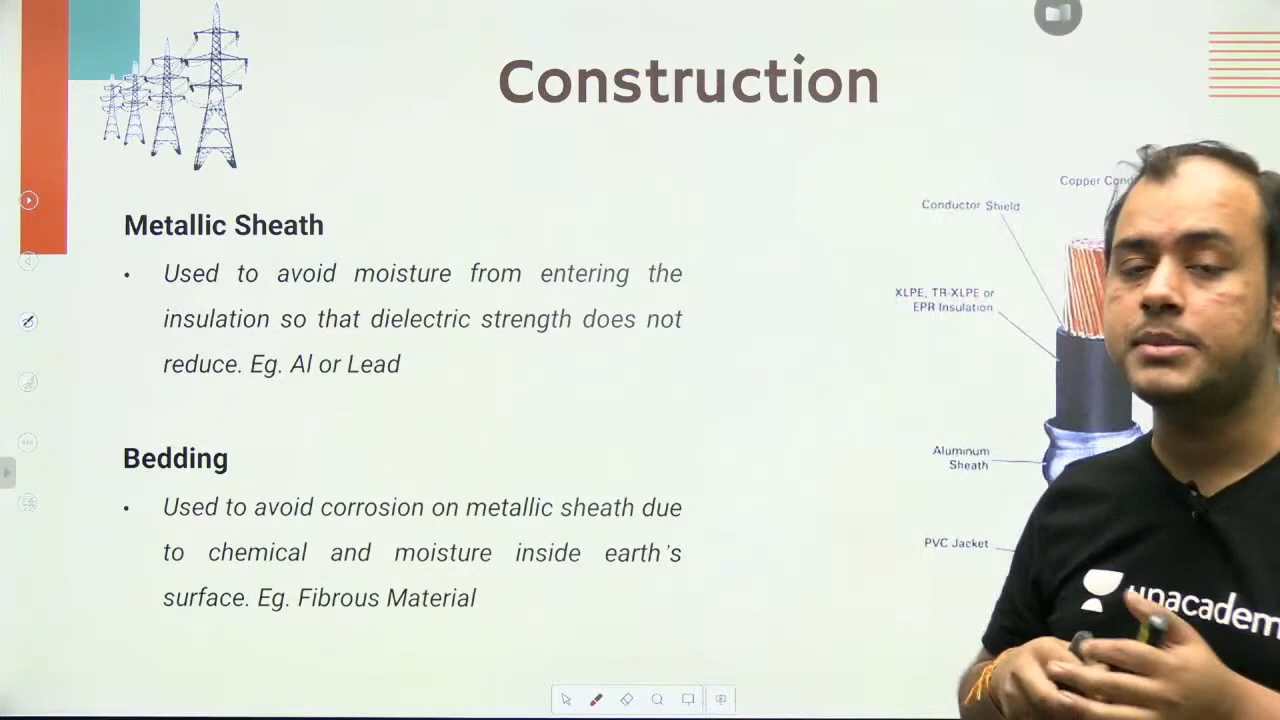 Construction
Metallic Sheath
• Used to avoid moisture from entering the
insulation so that dielectric strength does not
reduce. Eg. Al or Lead
Bedding
• Used to avoid corrosion on metallic sheath due
to chemical and moisture inside earth's
surface. Eg. Fibrous Material
Copper Cond
Conductor Shield
XLPE, TR-XLPE or
EPR Insulation
Aluminum
Sheath
PVC Jacket
unacadem